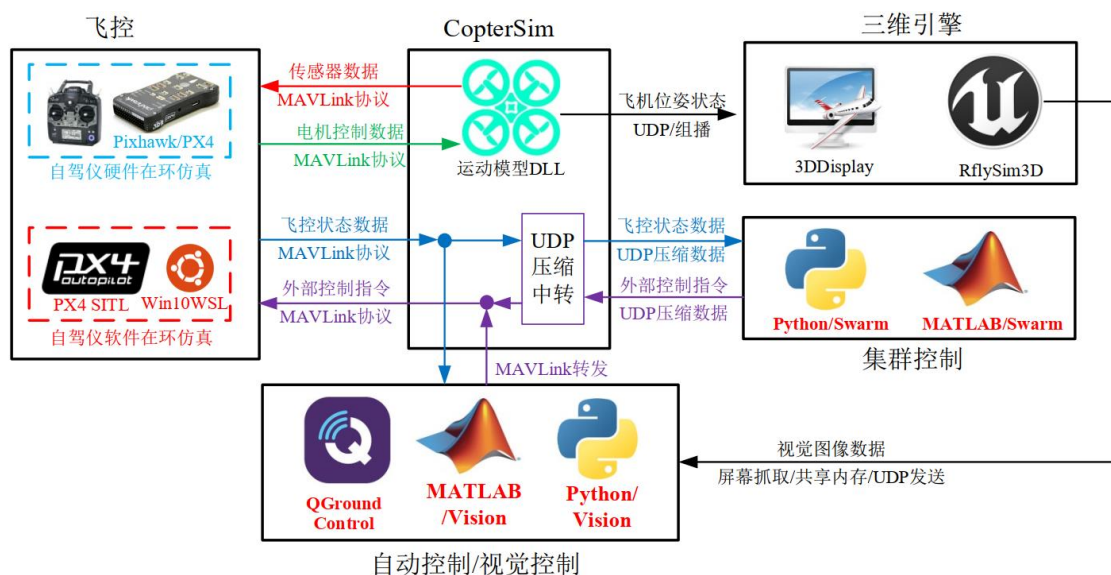 飞控
CopterSim
三维引擎
传感器数据
MAVLink协议
Pixhawk/PX4
自驾仪硬件在环仿真
电机控制数据
MAVLink协议
运动模型DLL
飞机位姿状态
UDP/组播
3DDisplay
RflySim3D
飞控状态数据
MAVLink协议
外部控制指令
MAVLink协议
px4
autopilot
PX4 SITL
Win10WSL
自驾仪软件在环仿真
UDP
压缩
中转
飞控状态数据
UDP压缩数据
外部控制指令
UDP压缩数据
Python/Swarm
MATLAB/Swarm
集群控制
MAVLink转发
QGround
Control
MATLAB
/Vision
Python/
Vision
视觉图像数据
屏幕抓取/共享内存/UDP发送
自动控制/视觉控制